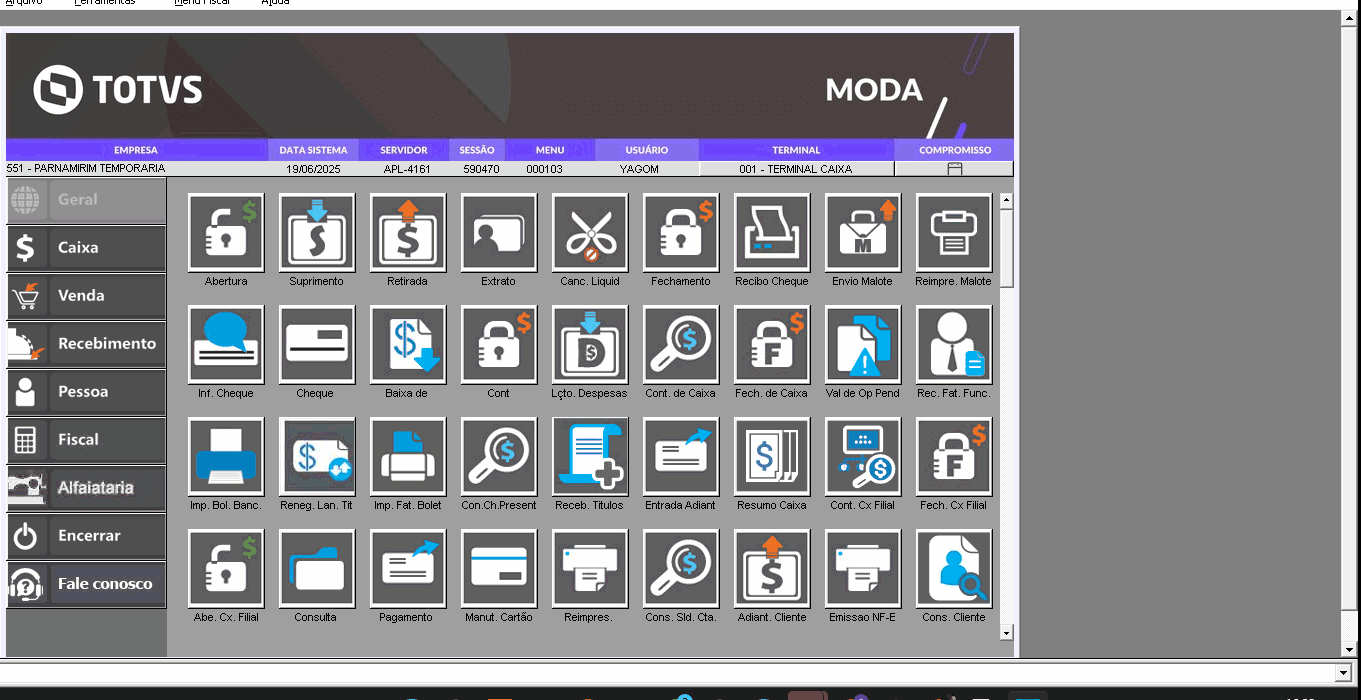 Arquivo Ferramentas Menu Fiscal Ajuda
TOTVS
MODA
EMPRESA DATA SISTEMA SERVIDOR SESSÃO MENU USUÁRIO TERMINAL COMPROMISSO
551 - PARNAMIRIM TEMPORARIA 19/06/2025 APL-4161 590470 000103 YAGOM 001 - TERMINAL CAIXA
Geral
Caixa
Venda
Recebimento
Pessoa
Fiscal
Alfaiataria
Encerrar
Fale conosco
Abertura Suprimento Retirada Extrato Canc. Liquid Fechamento Recibo Cheque Envio Malote Reimpre. Malote
Inf. Cheque Cheque Baixa de Cont Lçto. Despesas Cont. de Caixa Fech. de Caixa Val de Op Pend Rec. Fat. Func.
Imp. Bol. Banc. Reneg. Lan. Tit Imp. Fat. Bolet Con.Ch.Present Receb. Titulos Entrada Adiant Resumo Caixa Cont. Cx Filial Fech. Cx Filial
Abe. Cx. Filial Consulta Pagamento Manut. Cartão Reimpres. Cons. Sld. Cta. Adiant. Cliente Emissao NF-E Cons. Cliente